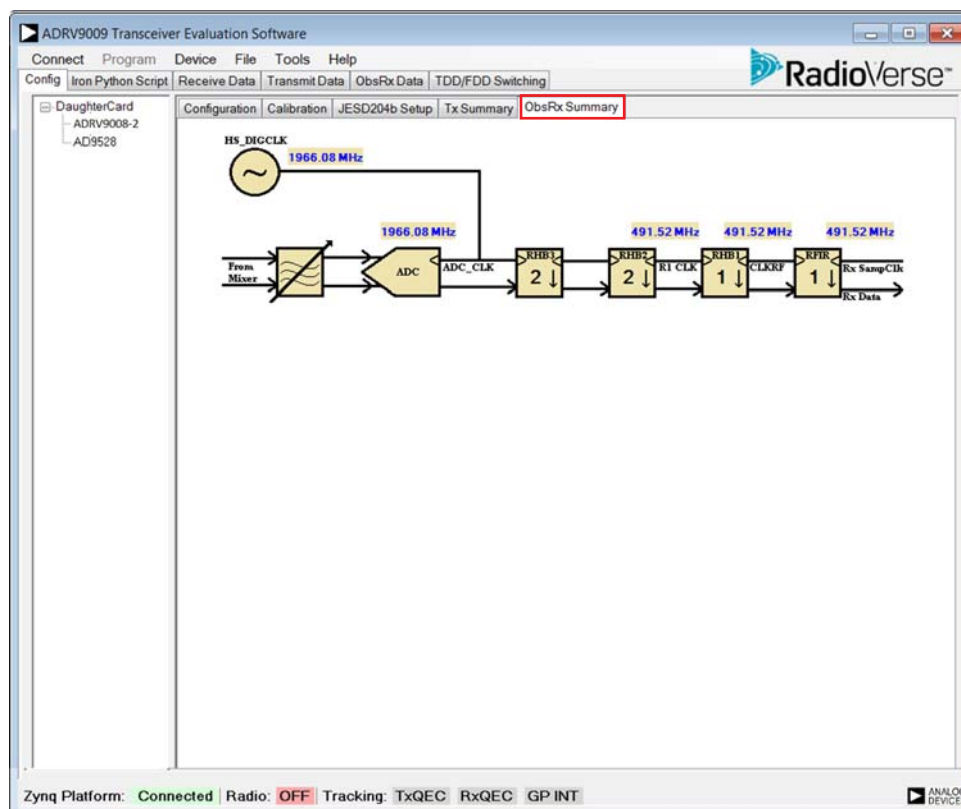 ADRV9009 Transceiver Evaluation Software
Connect Program Device File Tools Help
RadioVerse™
Config Iron Python Script Receive Data Transmit Data ObsRx Data TDD/FDD Switching
DaughterCard
ADRV9008-2
AD9528
Configuration Calibration JESD204b Setup Tx Summary ObsRx Summary
HS_DIGCLK
1966.08 MHz
1966.08 MHz 491.52 MHz 491.52 MHz 491.52 MHz
From Mixer
ADC
ADC_CLK
RHB3
2
RHB2
2
R1 CLK
RHB1
1
CLKRF
RFIR
1
Rx SampClk
Rx Data
Zynq Platform: Connected Radio: OFF Tracking: TxQEC RxQEC GP INT
ANALOG
DEVICES